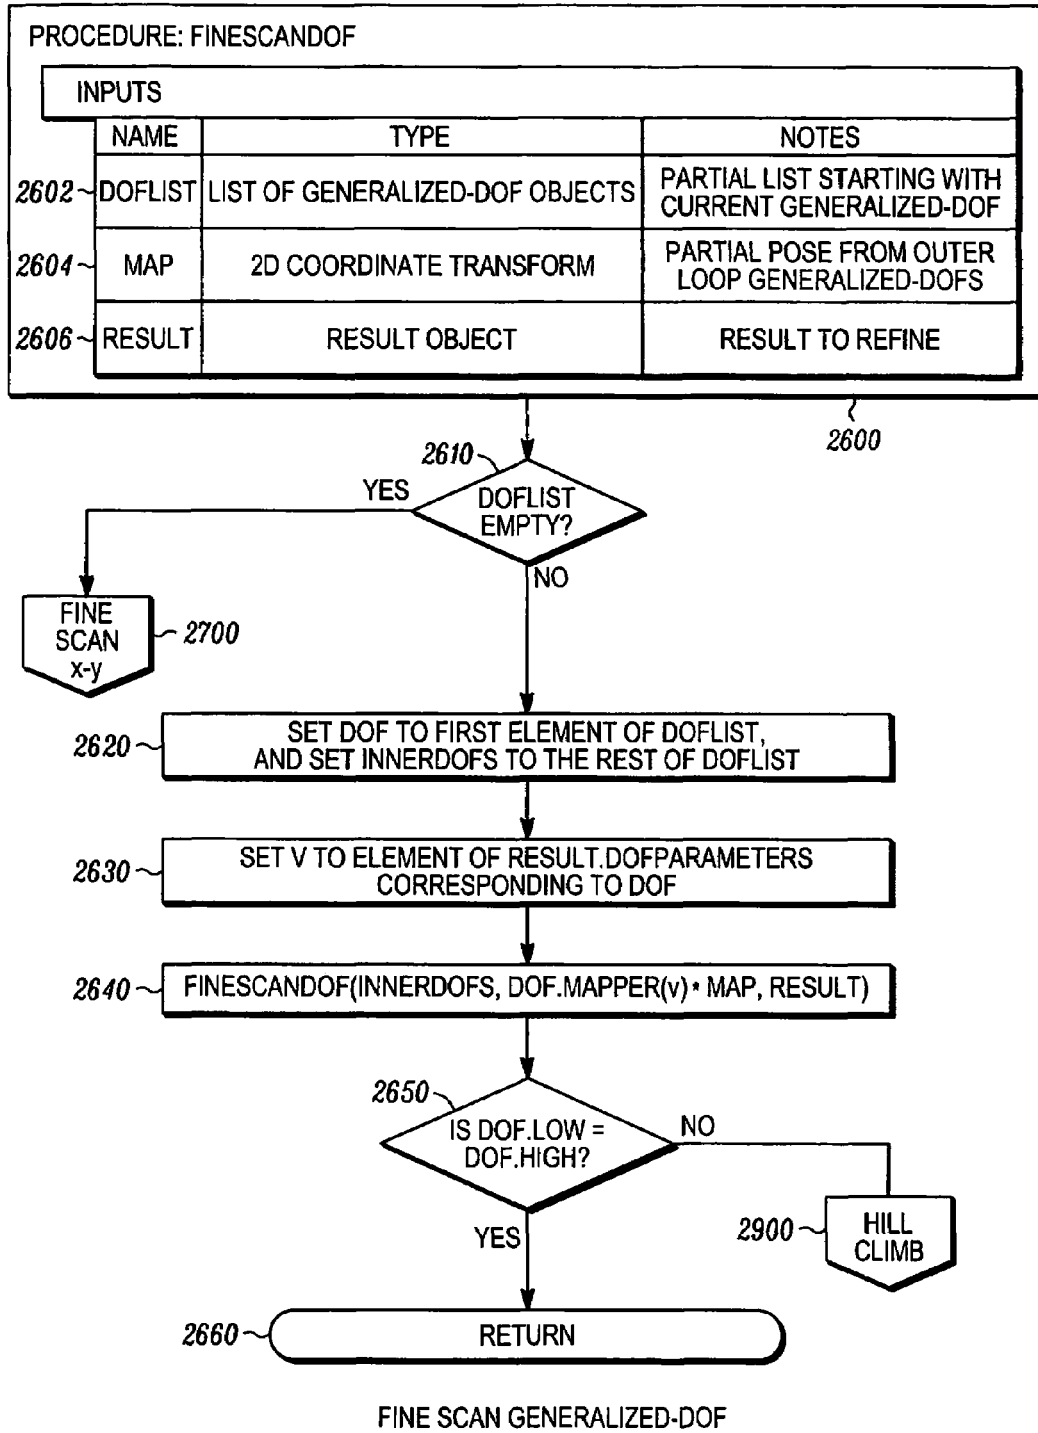 PROCEDURE: FINESCANDOF
INPUTS
NAME TYPE NOTES
2602 DOFLIST LIST OF GENERALIZED-DOF OBJECTS PARTIAL LIST STARTING WITH
CURRENT GENERALIZED-DOF
2604 MAP 2D COORDINATE TRANSFORM PARTIAL POSE FROM OUTER
LOOP GENERALIZED-DOFS
2606 RESULT RESULT OBJECT RESULT TO REFINE
2600
2610
YES
DOFLIST
EMPTY?
NO
FINE
SCAN
x-y
2700
2620
SET DOF TO FIRST ELEMENT OF DOFLIST,
AND SET INNERDOFS TO THE REST OF DOFLIST
2630
SET V TO ELEMENT OF RESULT.DOFPARAMETERS
CORRESPONDING TO DOF
2640 FINESCANDOF(INNERDOFS, DOF.MAPPER(v) * MAP, RESULT)
2650
IS DOF.LOW =
DOF.HIGH?
NO
YES
2900
HILL
CLIMB
2660 RETURN
FINE SCAN GENERALIZED-DOF